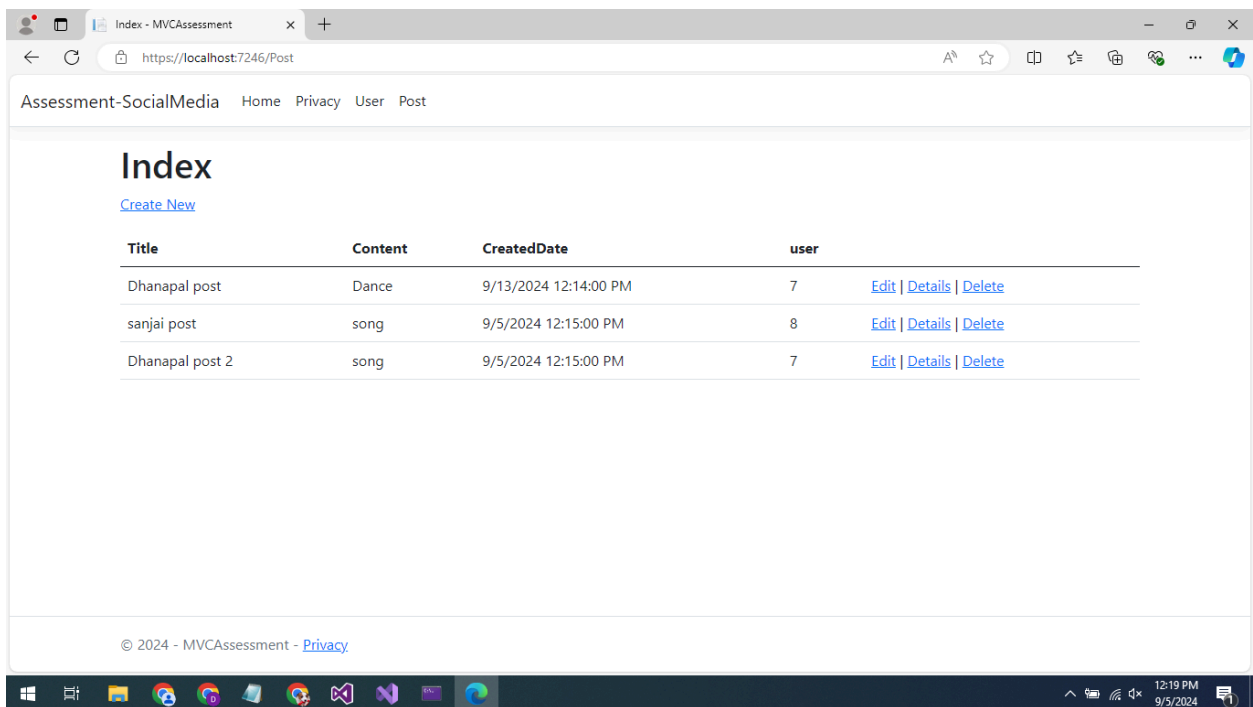 Index - MVCAssessment
https://localhost:7246/Post
Assessment-SocialMedia Home Privacy User Post
Index
Create New
Title Content CreatedDate user
Dhanapal post Dance 9/13/2024 12:14:00 PM 7 Edit | Details | Delete
sanjai post song 9/5/2024 12:15:00 PM 8 Edit | Details | Delete
Dhanapal post 2 song 9/5/2024 12:15:00 PM 7 Edit | Details | Delete
© 2024 - MVCAssessment - Privacy
12:19 PM
9/5/2024